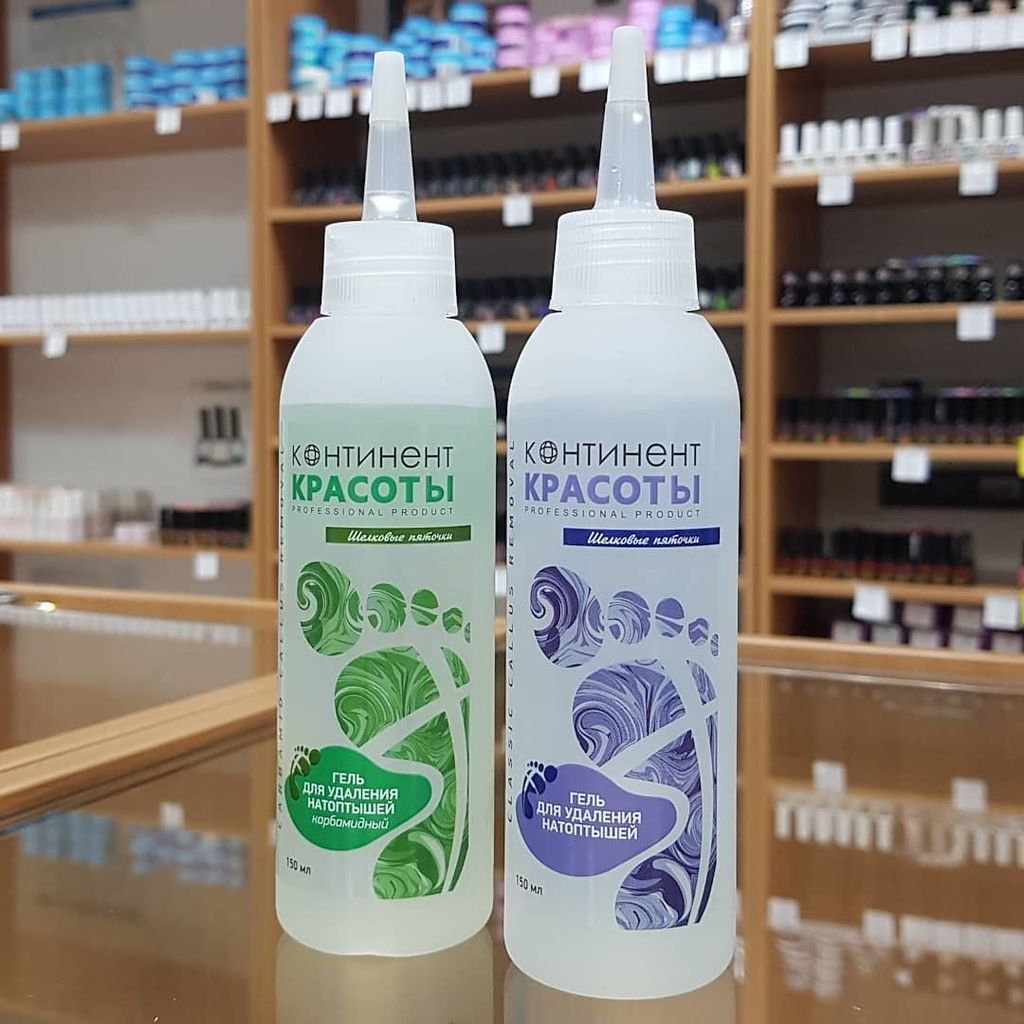 КОНТИНЕНТ
КРАСОТЫ
PROFESSIONAL PRODUCT
Шелковые пяточки
CARBAMID CALLUS REMOVAL
ГЕЛЬ
ДЛЯ УДАЛЕНИЯ
НАТОПТЫШЕЙ
карбамидный
150 мл
КОНТИНЕНТ
КРАСОТЫ
PROFESSIONAL PRODUCT
Шелковые пяточки
CLASSIC CALLUS REMOVAL
ГЕЛЬ
ДЛЯ УДАЛЕНИЯ
НАТОПТЫШЕЙ
150 мл